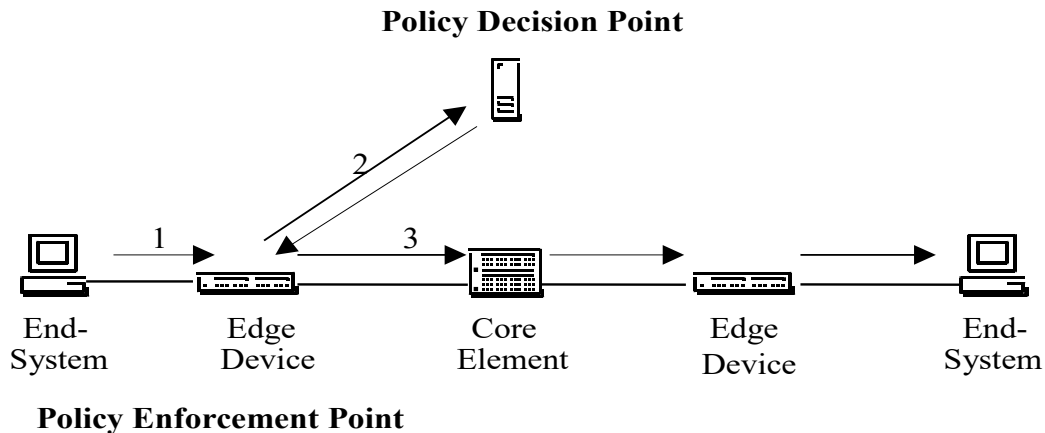 Policy Decision Point
2
1
3
End-
System
Edge
Device
Core
Element
Edge
Device
End-
System
Policy Enforcement Point